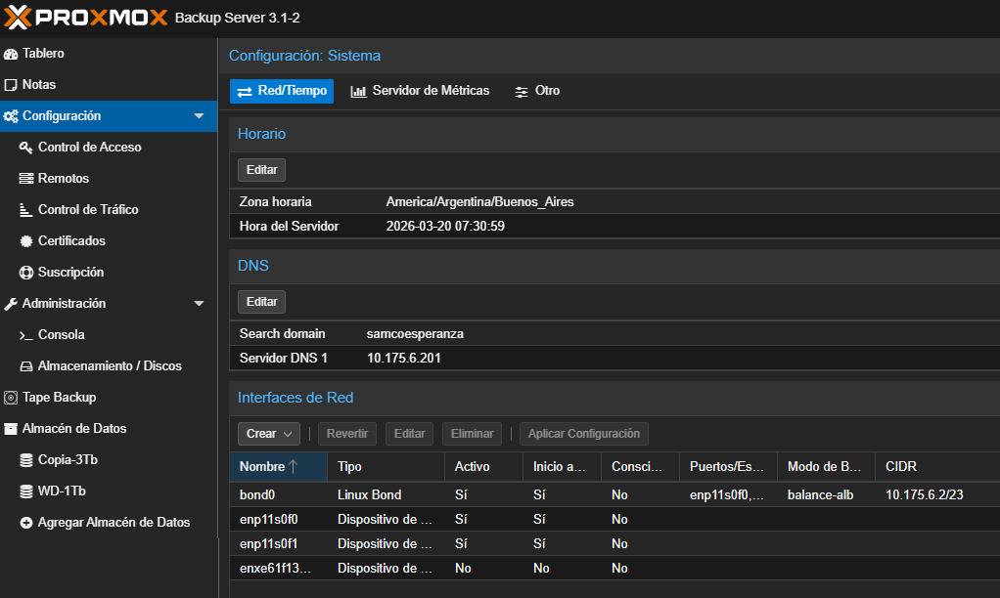 PROXMOX Backup Server 3.1-2
Tablero
Notas
Configuración
Control de Acceso
Remotos
Control de Tráfico
Certificados
Suscripción
Administración
Consola
Almacenamiento / Discos
Tape Backup
Almacén de Datos
Copia-3Tb
WD-1Tb
Agregar Almacén de Datos
Configuración: Sistema
Red/Tiempo Servidor de Métricas Otro
Horario
Editar
Zona horaria America/Argentina/Buenos_Aires
Hora del Servidor 2026-03-20 07:30:59
DNS
Editar
Search domain samcoesperanza
Servidor DNS 1 10.175.6.201
Interfaces de Red
Crear Revertir Editar Eliminar Aplicar Configuración
Nombre Tipo Activo Inicio a... Consci... Puertos/Es... Modo de B... CIDR
bond0 Linux Bond Sí Sí No enp11s0f0,... balance-alb 10.175.6.2/23
enp11s0f0 Dispositivo de ... Sí Sí No
enp11s0f1 Dispositivo de ... Sí Sí No
enxe61f13... Dispositivo de ... No No No